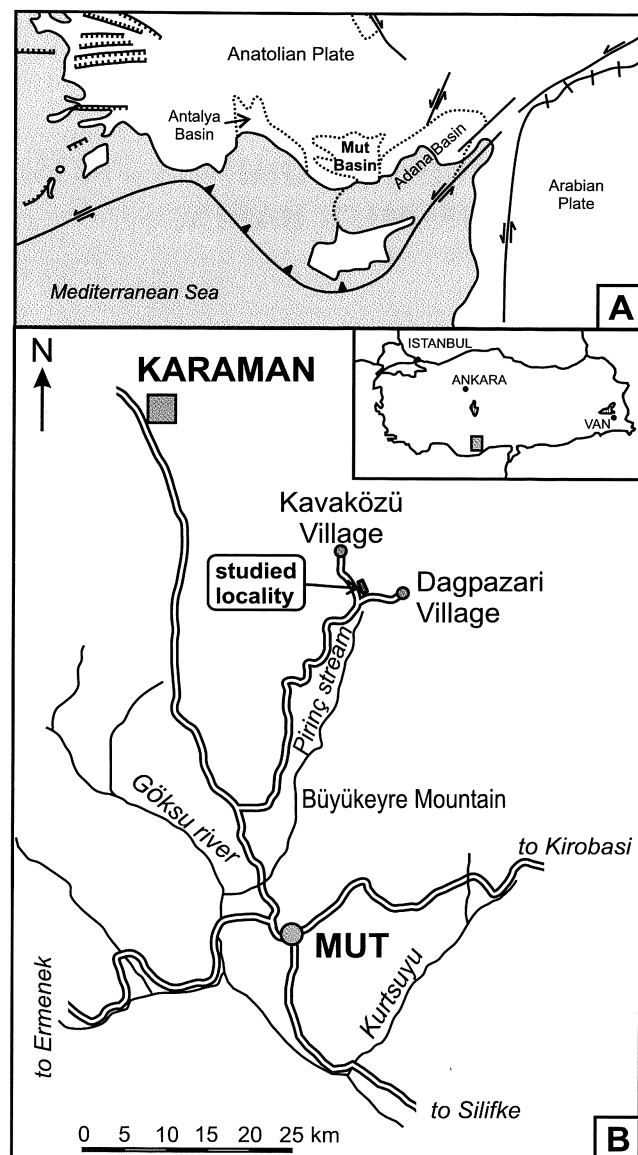 Anatolian Plate
Antalya
Basin
Mut
Basin
Adana Basin
Arabian
Plate
Mediterranean Sea
A
N
KARAMAN
ISTANBUL
ANKARA
VAN
Kavaközü
Village
studied
locality
Dagpazari
Village
Pirinç stream
Göksu river
Büyükeyre Mountain
to Kirobasi
MUT
Kurtsuyu
to Ermenek
to Silifke
0 5 10 15 20 25 km
B